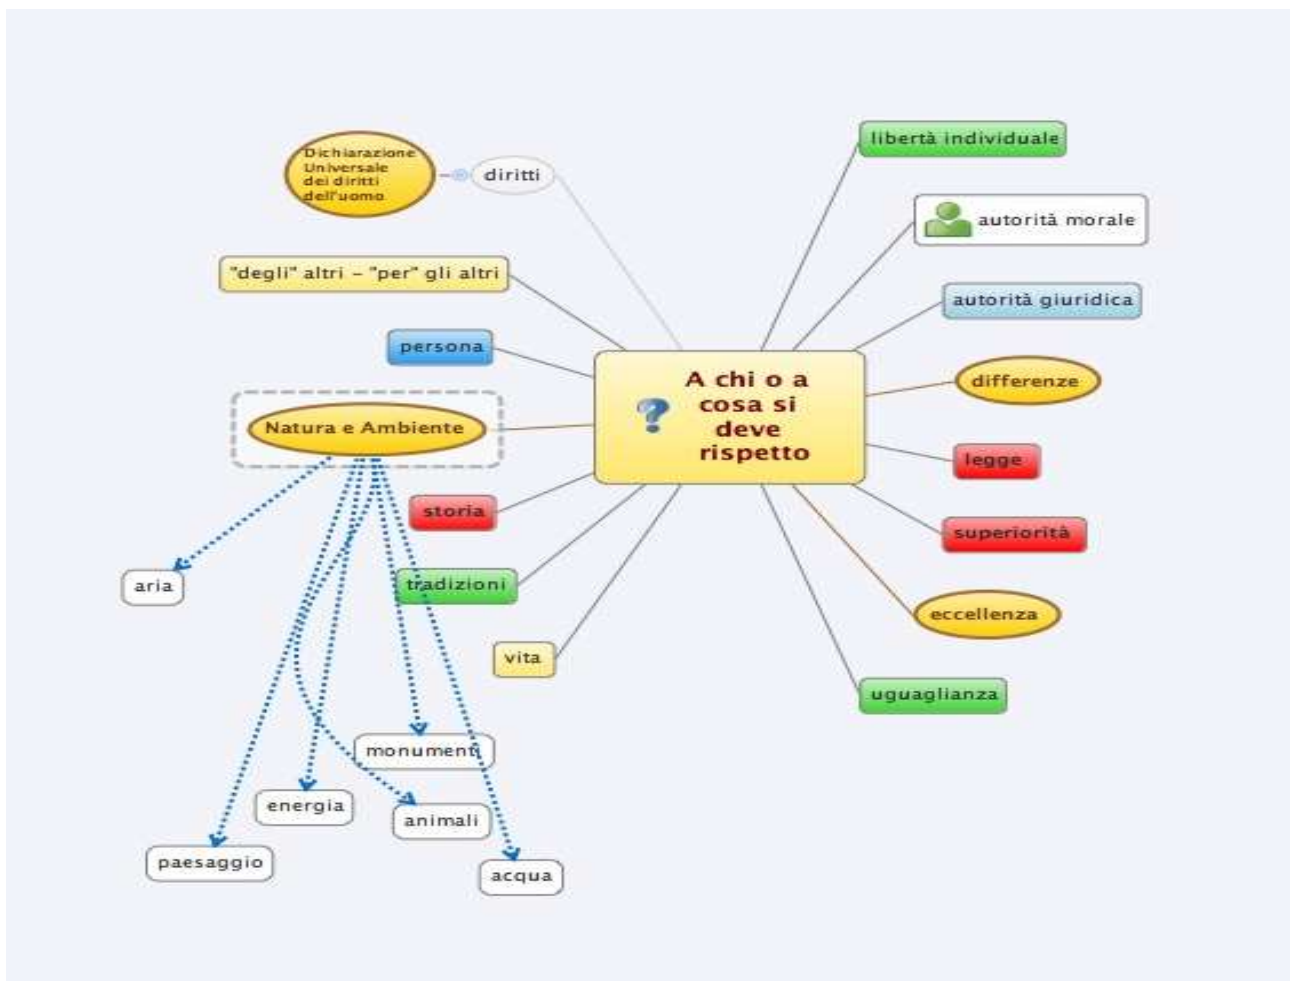 Dichiarazione
Universale
dei diritti
dell'uomo
diritti
"degli" altri – "per" gli altri
persona
Natura e Ambiente
storia
tradizioni
vita
aria
monumenti
energia
animali
paesaggio
acqua
A chi o a
cosa si
deve
rispetto
libertà individuale
autorità morale
autorità giuridica
differenze
legge
superiorità
eccellenza
uguaglianza